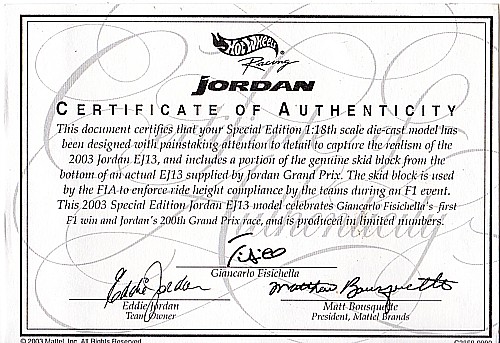 HOT WHEELS
Racing
JORDAN
CERTIFICATE OF AUTHENTICITY
This document certifies that your Special Edition 1:18th scale die-cast model has
been designed with painstaking attention to detail to capture the realism of the
2003 Jordan EJ13, and includes a portion of the genuine skid block from the
bottom of an actual EJ13 supplied by Jordan Grand Prix. The skid block is used
by the FIA to enforce ride height compliance by the teams during an F1 event.
This 2003 Special Edition Jordan EJ13 model celebrates Giancarlo Fisichella's first
F1 win and Jordan's 200th Grand Prix race, and is produced in limited numbers.
Giancarlo Fisichella
Eddie Jordan Matthew Bousquette
Eddie Jordan Matt Bousquette
Team Owner President, Mattel Brands
© 2003 Mattel, Inc. All Rights Reserved